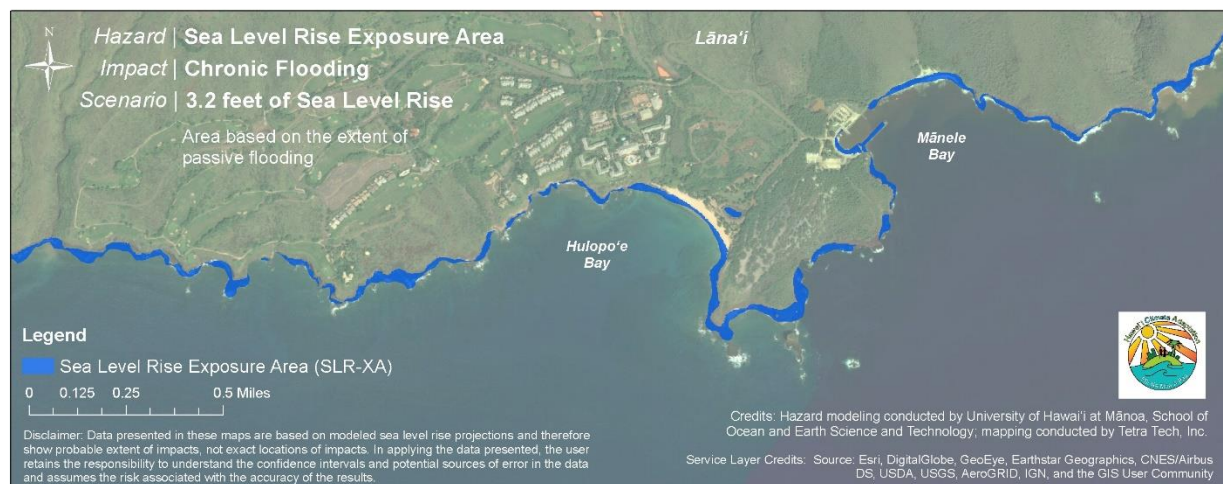 N
Hazard | Sea Level Rise Exposure Area
Impact | Chronic Flooding
Scenario | 3.2 feet of Sea Level Rise
Area based on the extent of
passive flooding
Lāna‘i
Mānele
Bay
Hulopo‘e
Bay
Legend
Sea Level Rise Exposure Area (SLR-XA)
0 0.125 0.25 0.5 Miles
Disclaimer: Data presented in these maps are based on modeled sea level rise projections and therefore
show probable extent of impacts, not exact locations of impacts. In applying the data presented, the user
retains the responsibility to understand the confidence intervals and potential sources of error in the data
and assumes the risk associated with the accuracy of the results.
Hawai‘i Climate Adaptation
Credits: Hazard modeling conducted by University of Hawai‘i at Mānoa, School of
Ocean and Earth Science and Technology; mapping conducted by Tetra Tech, Inc.
Service Layer Credits: Source: Esri, DigitalGlobe, GeoEye, Earthstar Geographics, CNES/Airbus
DS, USDA, USGS, AeroGRID, IGN, and the GIS User Community